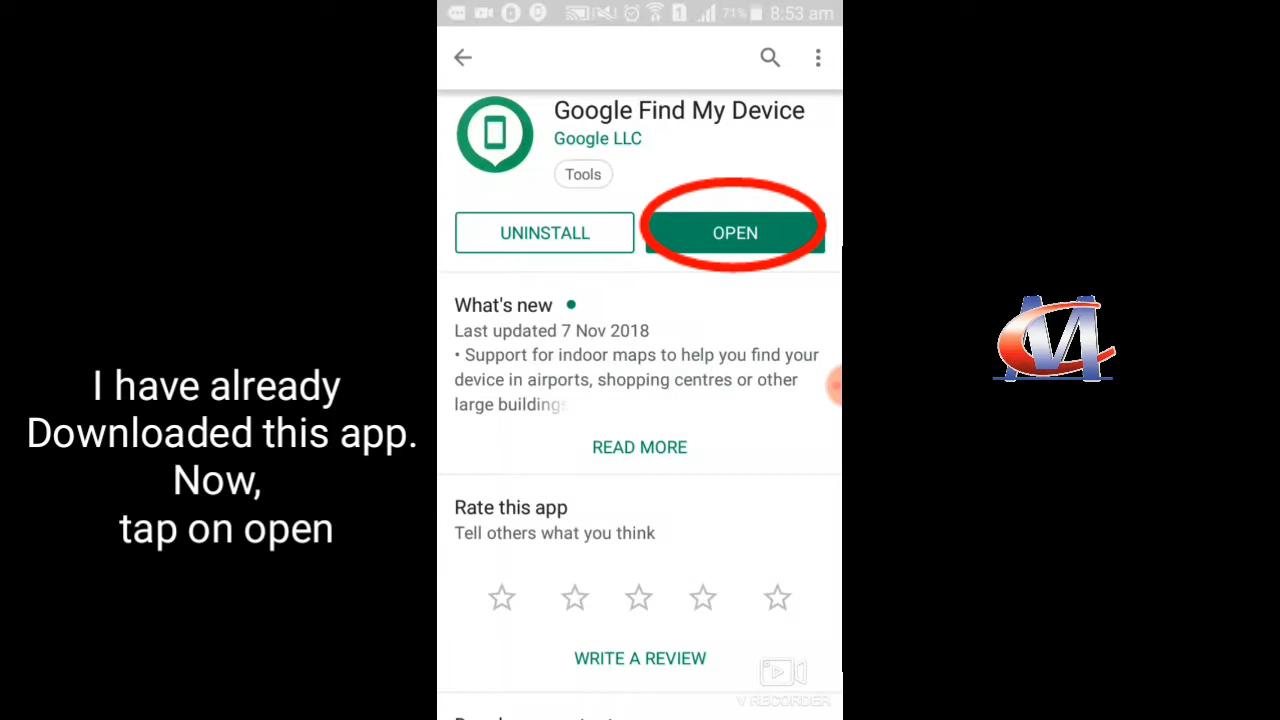 71% 8:53 am
Google Find My Device
Google LLC
Tools
UNINSTALL
OPEN
What's new
Last updated 7 Nov 2018
• Support for indoor maps to help you find your
device in airports, shopping centres or other
large buildings
READ MORE
Rate this app
Tell others what you think
WRITE A REVIEW
V RECORDER
I have already
Downloaded this app.
Now,
tap on open